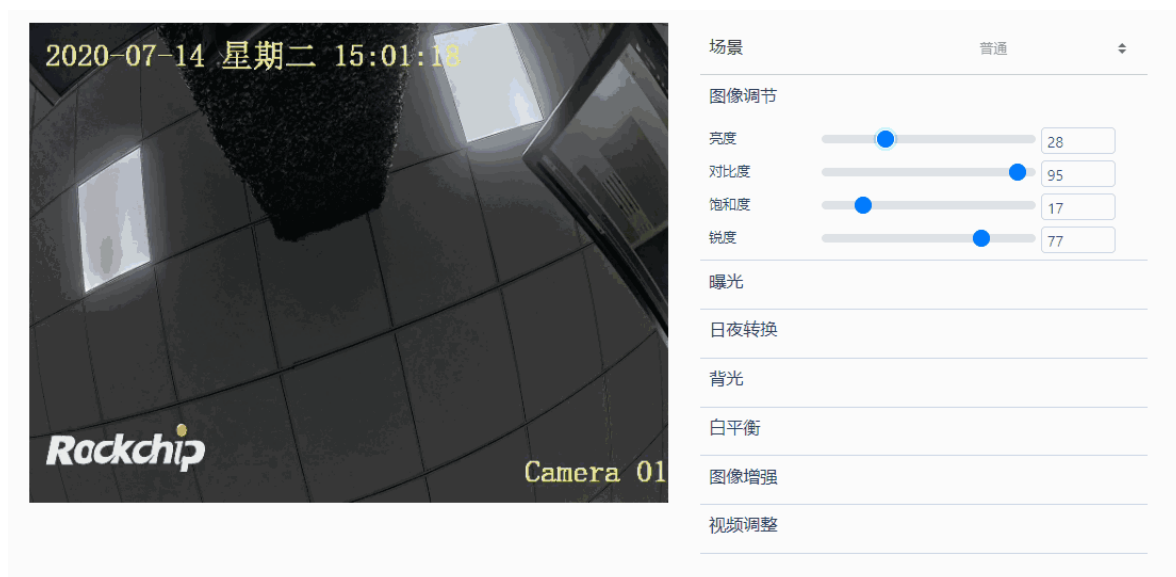 2020-07-14 星期二 15:01:18
Rockchip
Camera 01
场景 普通
图像调节
亮度 28
对比度 95
饱和度 17
锐度 77
曝光
日夜转换
背光
白平衡
图像增强
视频调整